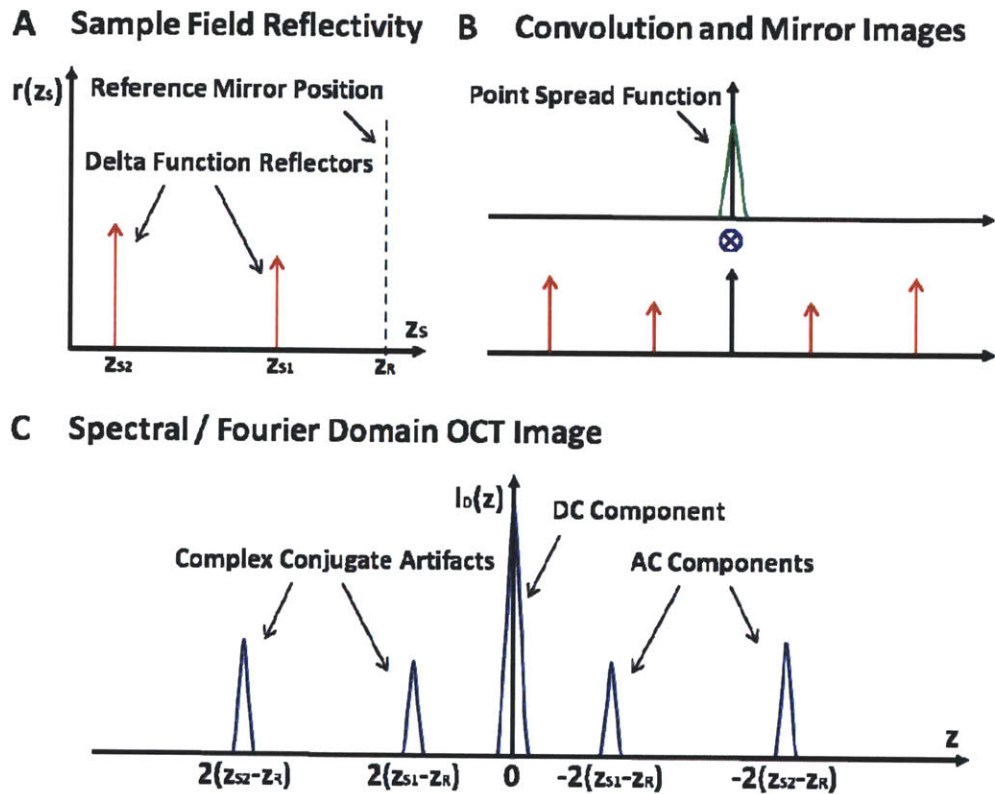 A Sample Field Reflectivity
r(zs)
Reference Mirror Position
Delta Function Reflectors
zs
zs2
zs1
zR
B Convolution and Mirror Images
Point Spread Function
C Spectral / Fourier Domain OCT Image
ID(z)
DC Component
Complex Conjugate Artifacts
AC Components
z
2(zs2-zR)
2(zs1-zR)
0
-2(zs1-zR)
-2(zs2-zR)